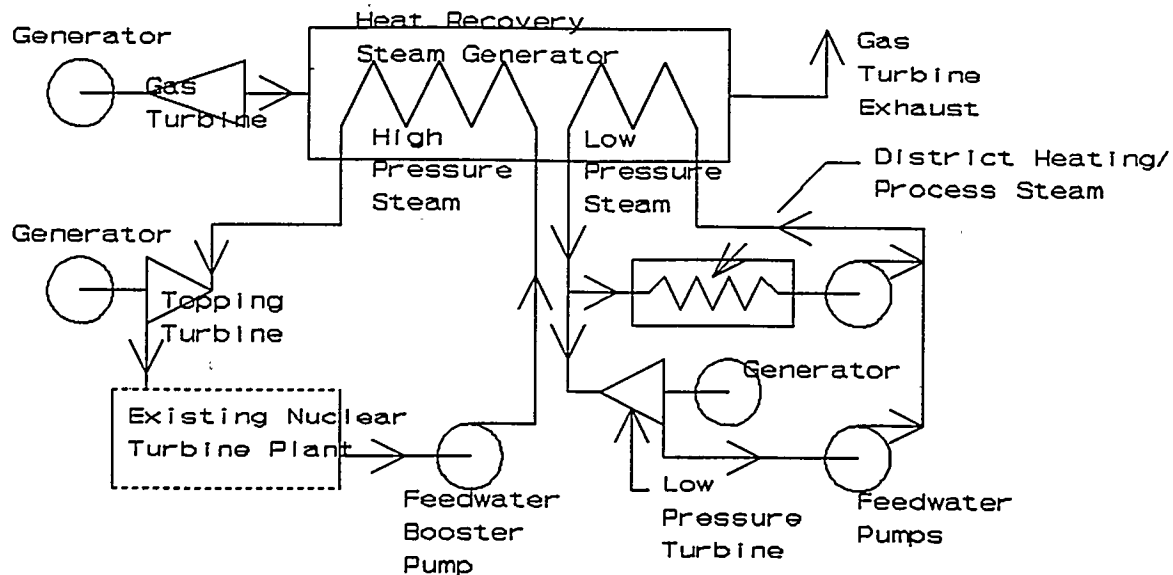 Heat Recovery
Steam Generator
Generator
Gas
Turbine
Gas
Turbine
Exhaust
High
Pressure
Steam
Low
Pressure
Steam
District Heating/
Process Steam
Generator
Topping
Turbine
Generator
Existing Nuclear
Turbine Plant
Feedwater
Booster
Pump
Low
Pressure
Turbine
Feedwater
Pumps